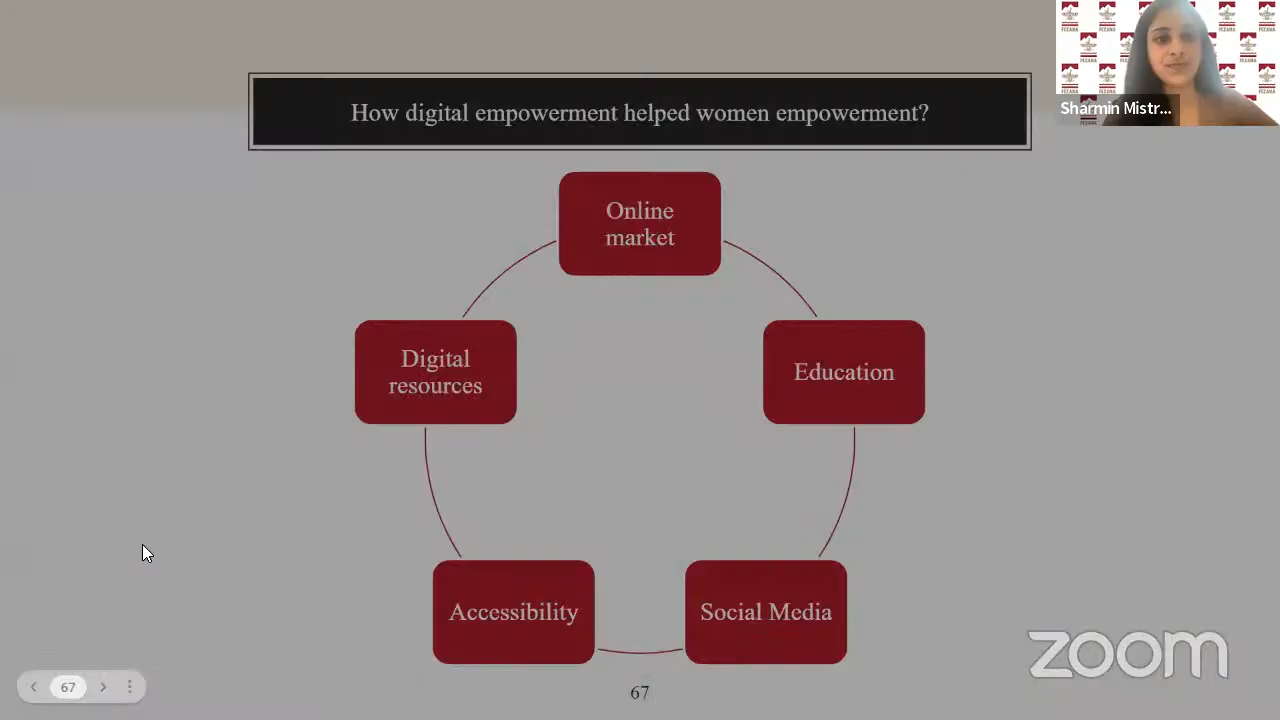 How digital empowerment helped women empowerment?
Sharmin Mistr...
FEZANA
Online
market
Digital
resources
Education
Accessibility
Social Media
67
67
zoom